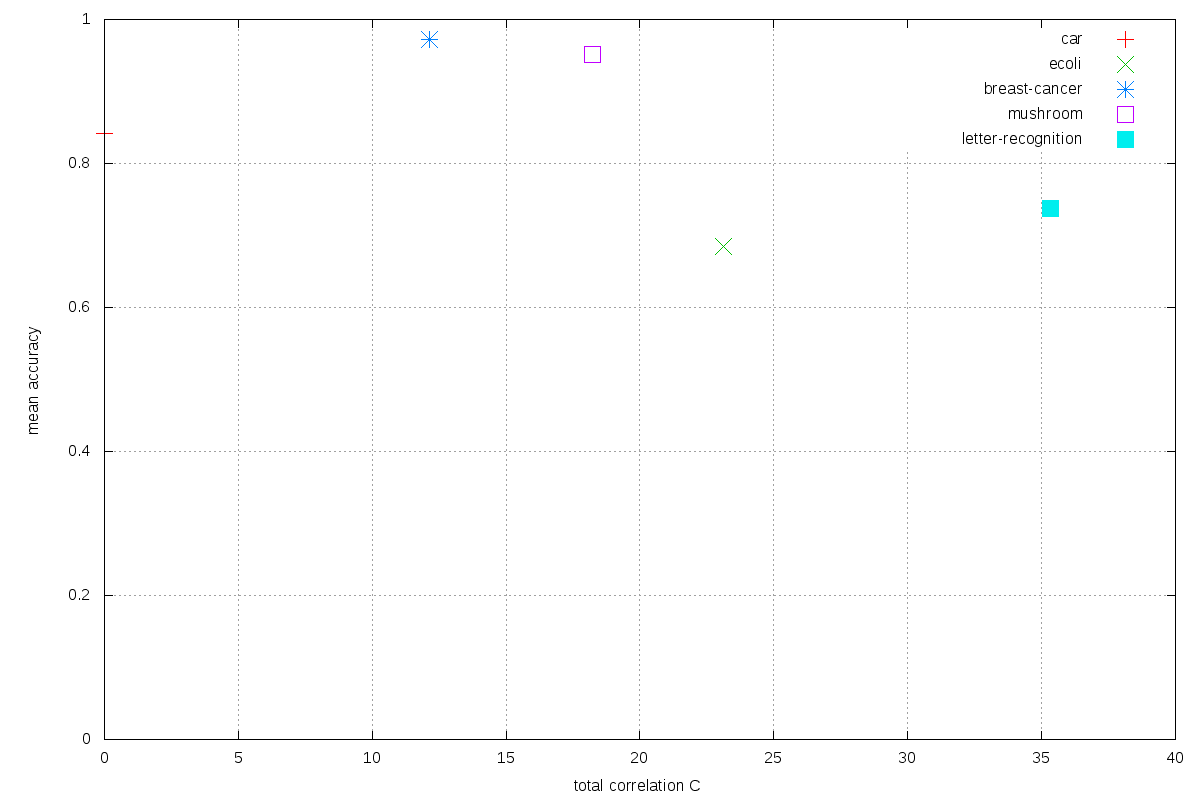 1
0.8
0.6
0.4
0.2
0
0 5 10 15 20 25 30 35 40
mean accuracy
total correlation C
car
ecoli
breast-cancer
mushroom
letter-recognition